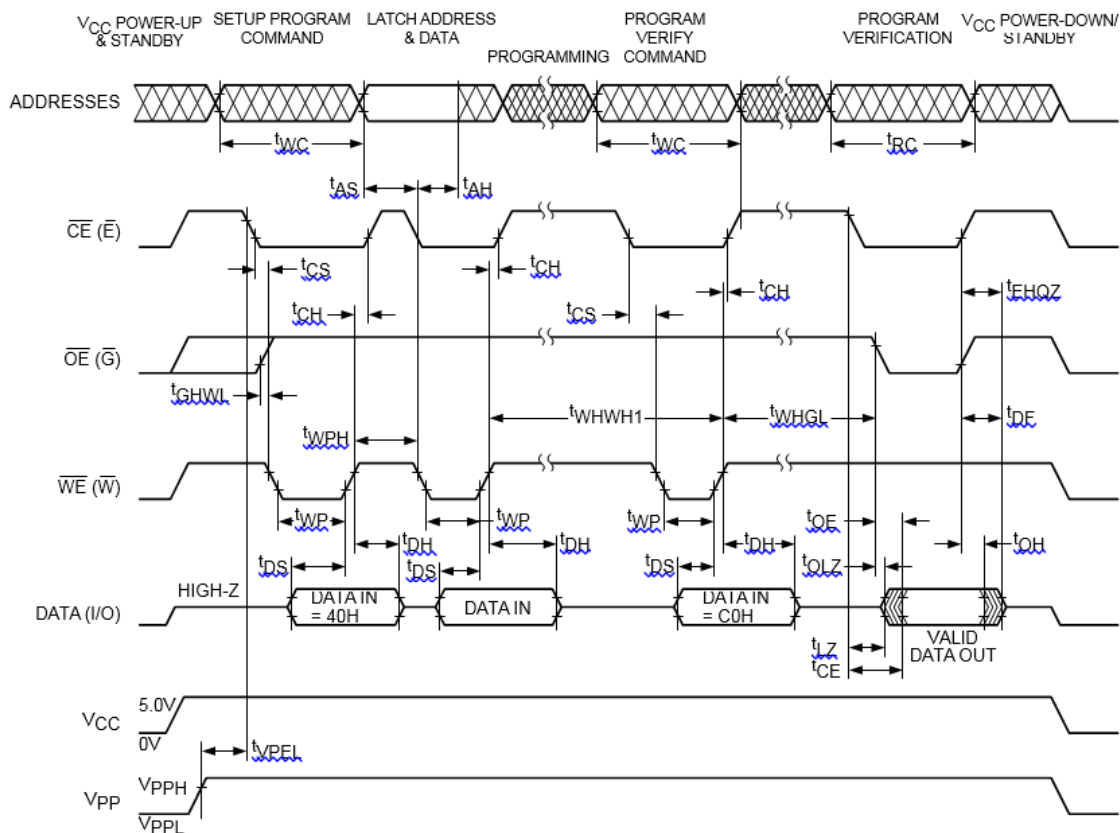 VCC POWER-UP
& STANDBY
SETUP PROGRAM
COMMAND
LATCH ADDRESS
& DATA
PROGRAMMING
PROGRAM
VERIFY
COMMAND
PROGRAM
VERIFICATION
VCC POWER-DOWN/
STANDBY
ADDRESSES
tWC
tWC
tRC
tAS
tAH
CE (E)
tCS
tCH
tCH
tCS
tCH
tEHQZ
OE (G)
tGHWL
tWPH
tWHWH1
tWHGL
tDF
WE (W)
tWP
tWP
tWP
tOE
tDH
tDH
tDH
tOH
tDS
tDS
tDS
tOLZ
HIGH-Z
DATA (I/O)
DATA IN
= 40H
DATA IN
DATA IN
= C0H
VALID
DATA OUT
tLZ
tCE
5.0V
VCC
0V
tVPEL
VPPH
VPP
VPPL